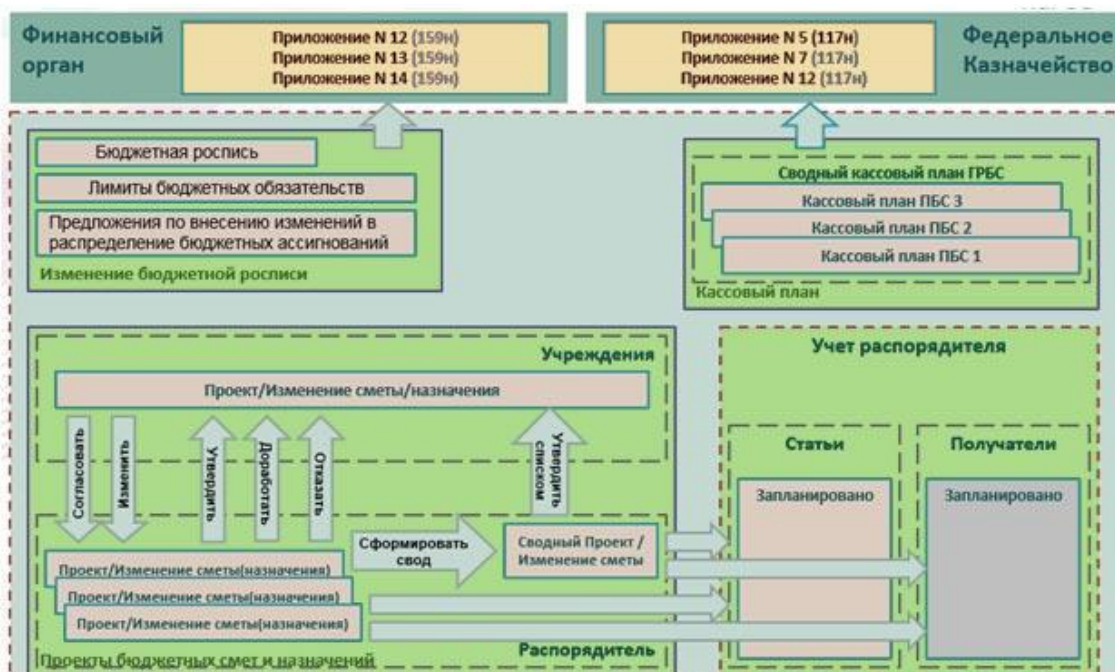 Финансовый
орган
Приложение N 12 (159н)
Приложение N 13 (159н)
Приложение N 14 (159н)
Приложение N 5 (117н)
Приложение N 7 (117н)
Приложение N 12 (117н)
Федеральное
Казначейство
Бюджетная роспись
Лимиты бюджетных обязательств
Предложения по внесению изменений в
распределение бюджетных ассигнований
Изменение бюджетной росписи
Сводный кассовый план ГРБС
Кассовый план ПБС 3
Кассовый план ПБС 2
Кассовый план ПБС 1
Кассовый план
Учреждения
Проект/Изменение сметы/назначения
Согласовать
Изменить
Утвердить
Доработать
Отказать
Утвердить
списком
Сформировать
свод
Сводный Проект /
Изменение сметы
Проект/Изменение сметы(назначения)
Проект/Изменение сметы(назначения)
Проект/Изменение сметы(назначения)
Проекты бюджетных смет и назначений
Распорядитель
Учет распорядителя
Статьи
Запланировано
Получатели
Запланировано